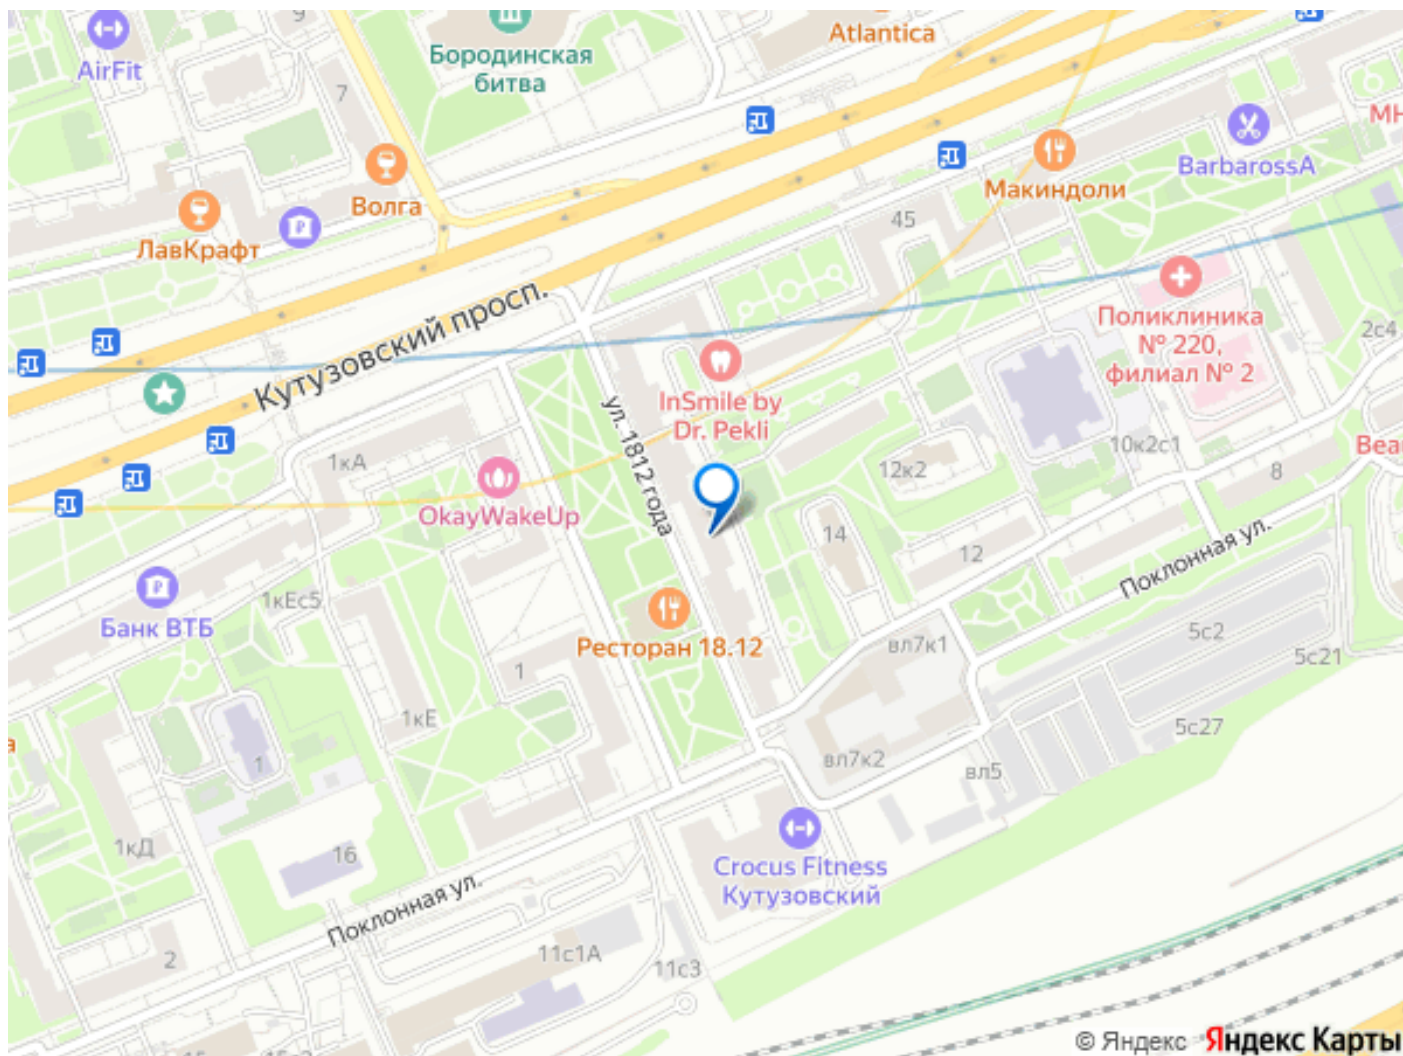 9
Atlantica
AirFit
Бородинская
битва
7
МН
BarbarossA
Макиндоли
Волга
45
ЛавКрафт
Кутузовский просп.
Поликлиника
№ 220,
филиал № 2
2с4
InSmile by
Dr. Pekli
ул. 1812 года
1кА
10к2с1
Beau
12к2
8
OkayWakeUp
14
12
Поклонная ул.
1кЕс5
Банк ВТБ
Ресторан 18.12
вл7к1
5с2
5с21
1
1кЕ
5с27
а
1
вл7к2
вл5
1кД
16
Crocus Fitness
Кутузовский
Поклонная ул.
2
11с1А
11с3
© Яндекс Яндекс Карты